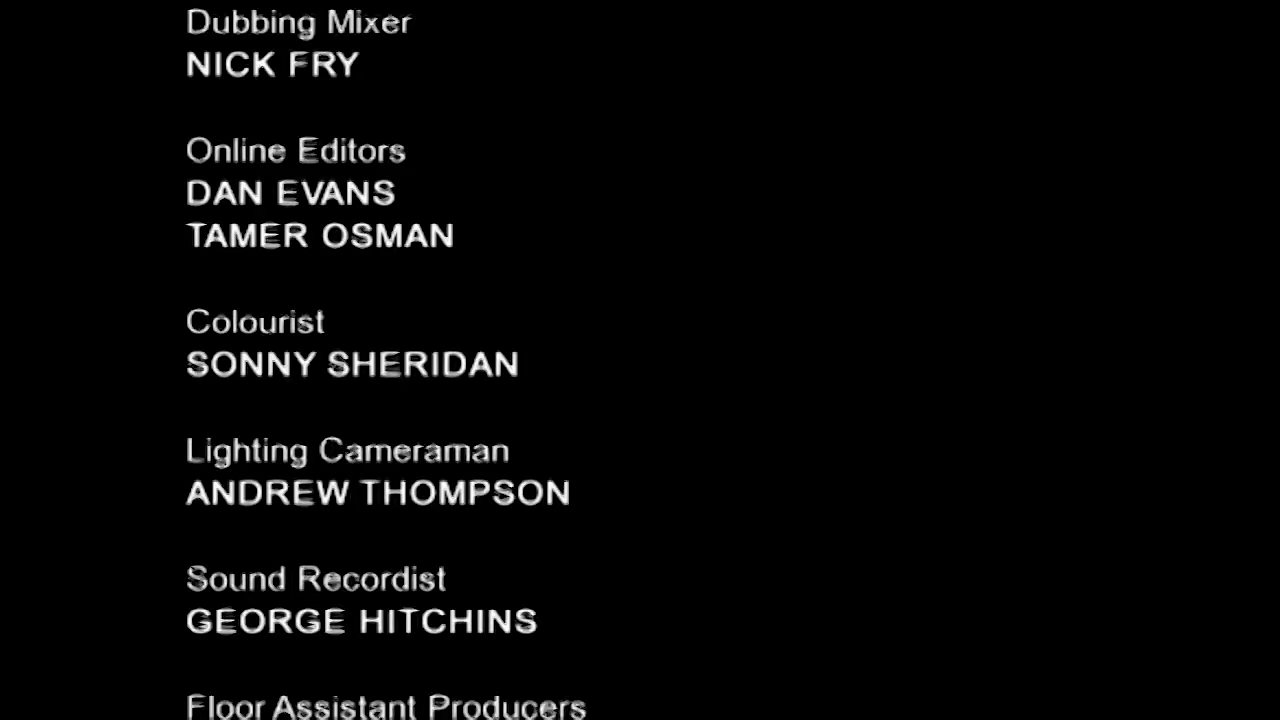 Dubbing Mixer
NICK FRY
Online Editors
DAN EVANS
TAMER OSMAN
Colourist
SONNY SHERIDAN
Lighting Cameraman
ANDREW THOMPSON
Sound Recordist
GEORGE HITCHINS
Floor Assistant Producers